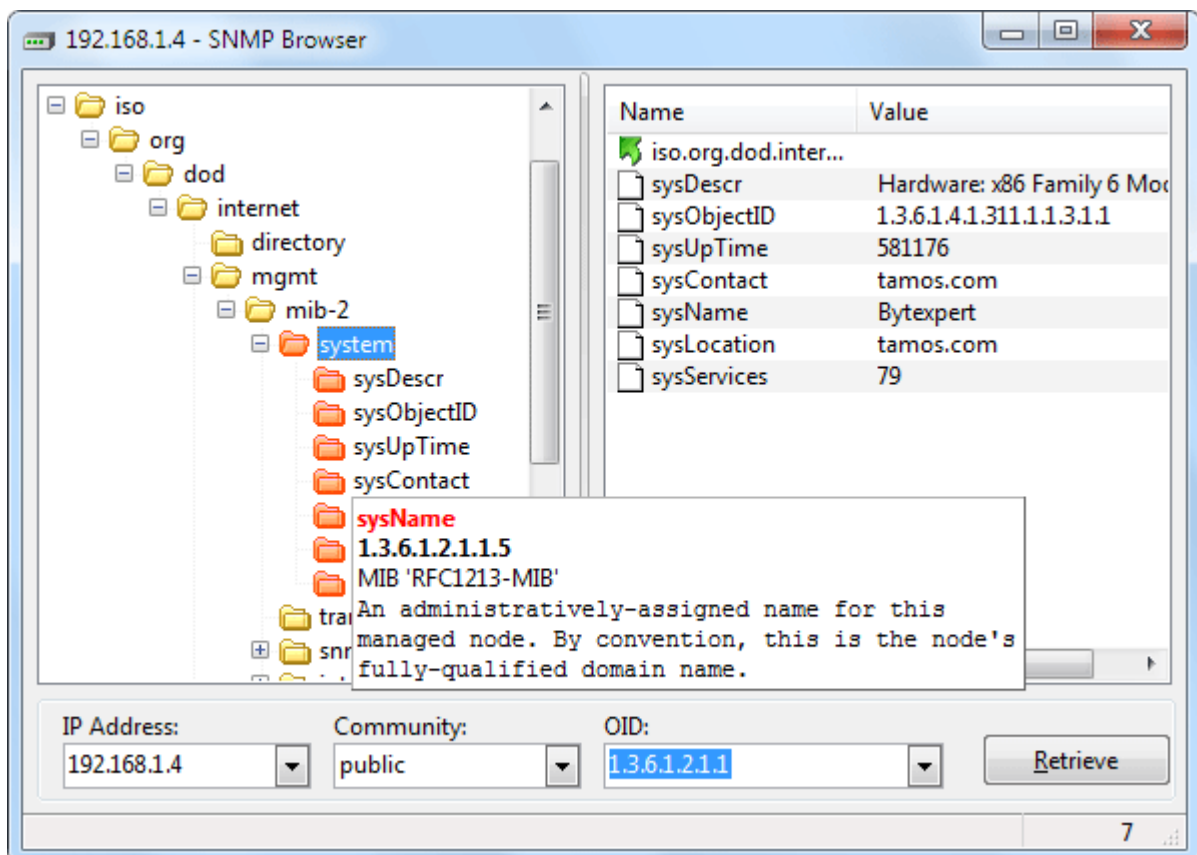 192.168.1.4 - SNMP Browser
iso
org
dod
internet
directory
mgmt
mib-2
system
sysDescr
sysObjectID
sysUpTime
sysContact
Name Value
iso.org.dod.inter...
sysDescr Hardware: x86 Family 6 Mod
sysObjectID 1.3.6.1.4.1.311.1.1.3.1.1
sysUpTime 581176
sysContact tamos.com
sysName Bytexpert
sysLocation tamos.com
sysServices 79
sysName
1.3.6.1.2.1.1.5
MIB 'RFC1213-MIB'
An administratively-assigned name for this
managed node. By convention, this is the node's
fully-qualified domain name.
IP Address: Community: OID:
192.168.1.4 public 1.3.6.1.2.1.1 Retrieve
7